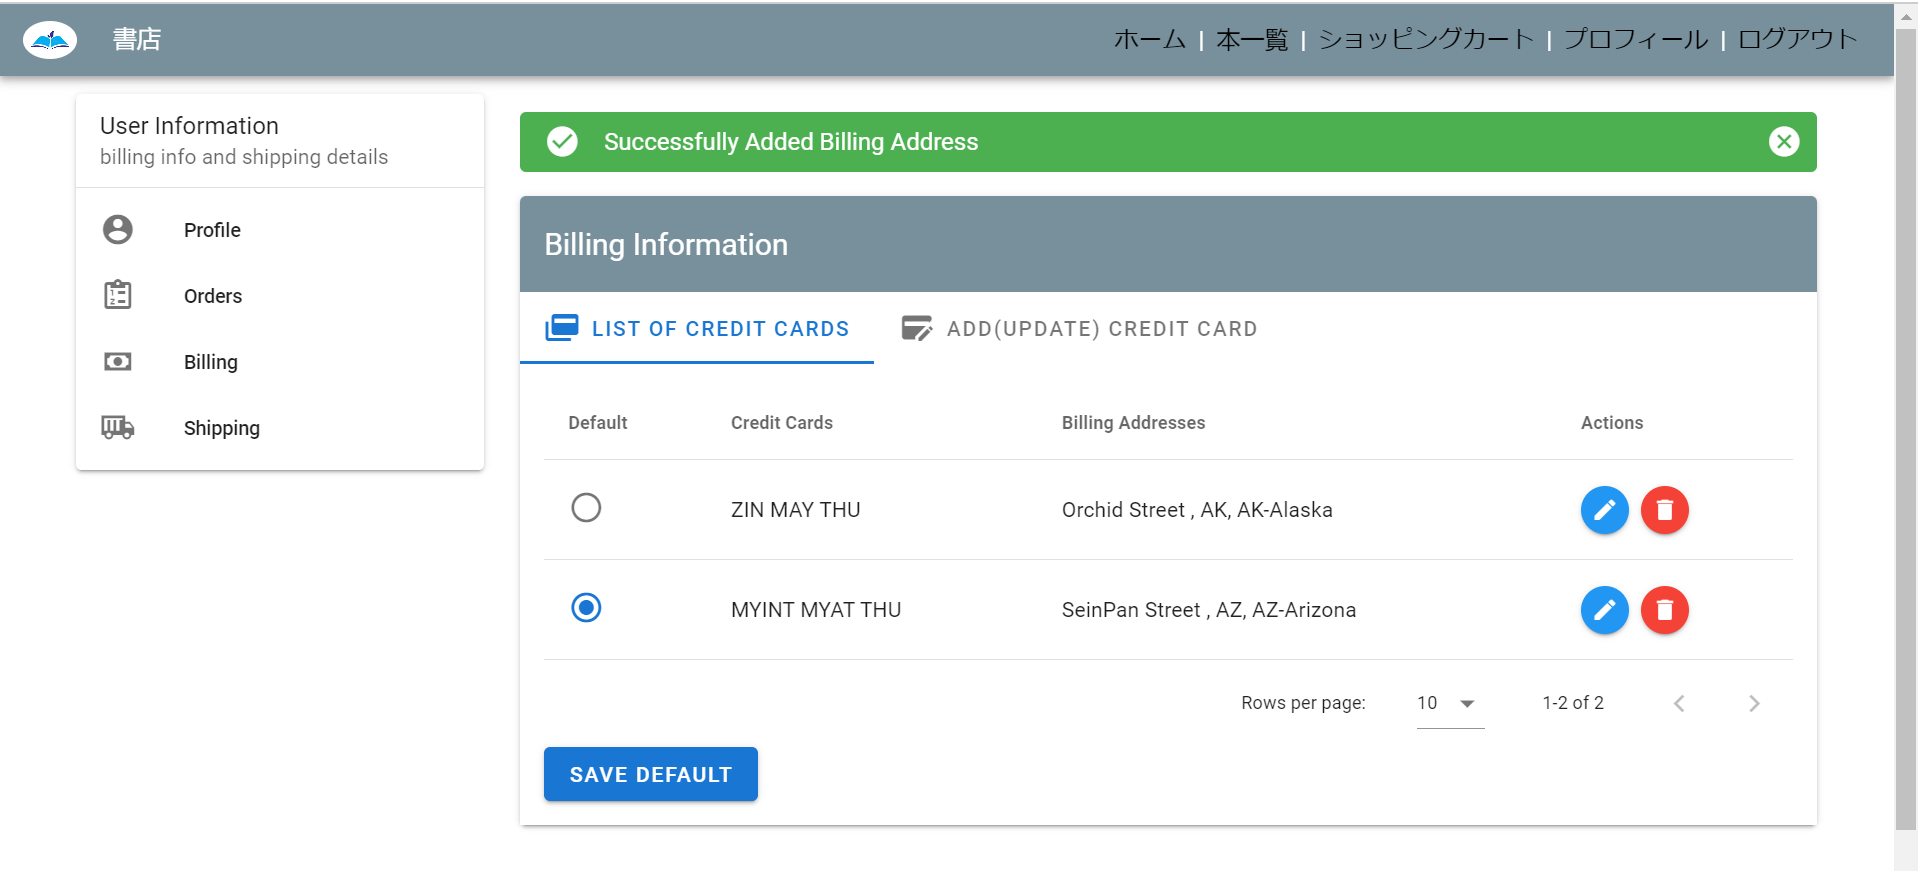 書店
ホーム | 本一覧 | ショッピングカート | プロフィール | ログアウト
User Information
billing info and shipping details
Profile
Orders
Billing
Shipping
Successfully Added Billing Address
Billing Information
LIST OF CREDIT CARDS
ADD(UPDATE) CREDIT CARD
Default Credit Cards Billing Addresses Actions
ZIN MAY THU Orchid Street , AK, AK-Alaska
MYINT MYAT THU SeinPan Street , AZ, AZ-Arizona
Rows per page: 10 1-2 of 2
SAVE DEFAULT